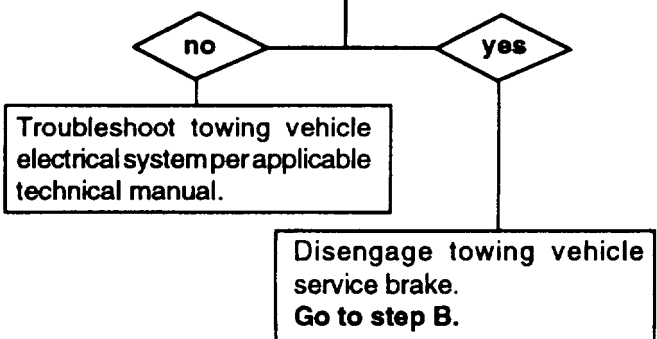 no
yes
Troubleshoot towing vehicle
electrical system per applicable
technical manual.
Disengage towing vehicle
service brake.
Go to step B.